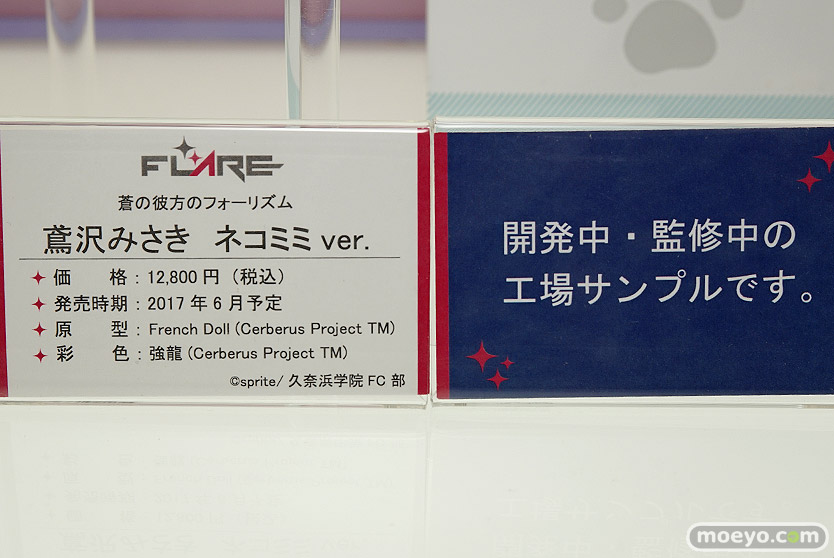 FLARE
蒼の彼方のフォーリズム
鳶沢みさき ネコミミ ver.
価 格：12,800円（税込）
発売時期：2017年6月予定
原 型：French Doll (Cerberus Project TM)
彩 色：強龍 (Cerberus Project TM)
©sprite/ 久奈浜学院 FC 部
開発中・監修中の
工場サンプルです。
moeyo.com